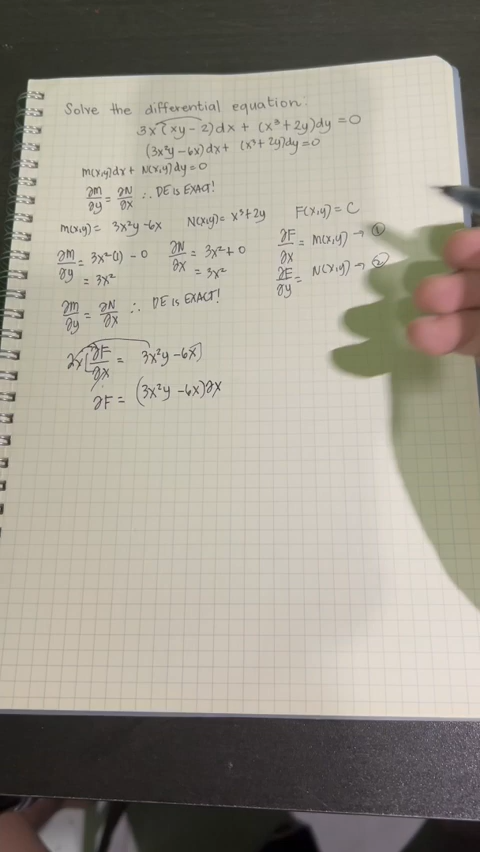 Solve the differential equation:
3x(xy-2)dx + (x³+2y)dy = 0
(3x²y-6x)dx + (x³+2y)dy = 0
M(x,y)dx + N(x,y)dy = 0
∂M/∂y = ∂N/∂x ∴ DE is EXACT!
M(x,y) = 3x²y-6x N(x,y) = x³+2y F(x,y) = C
∂M/∂y = 3x²(1) - 0 ∂N/∂x = 3x²+0 ∂F/∂x = M(x,y) → ①
= 3x² = 3x² ∂F/∂y = N(x,y) → ②
∂M/∂y = ∂N/∂x ∴ DE is EXACT!
∂x[∂F/∂x = 3x²y-6x]
∂F = (3x²y-6x)∂x